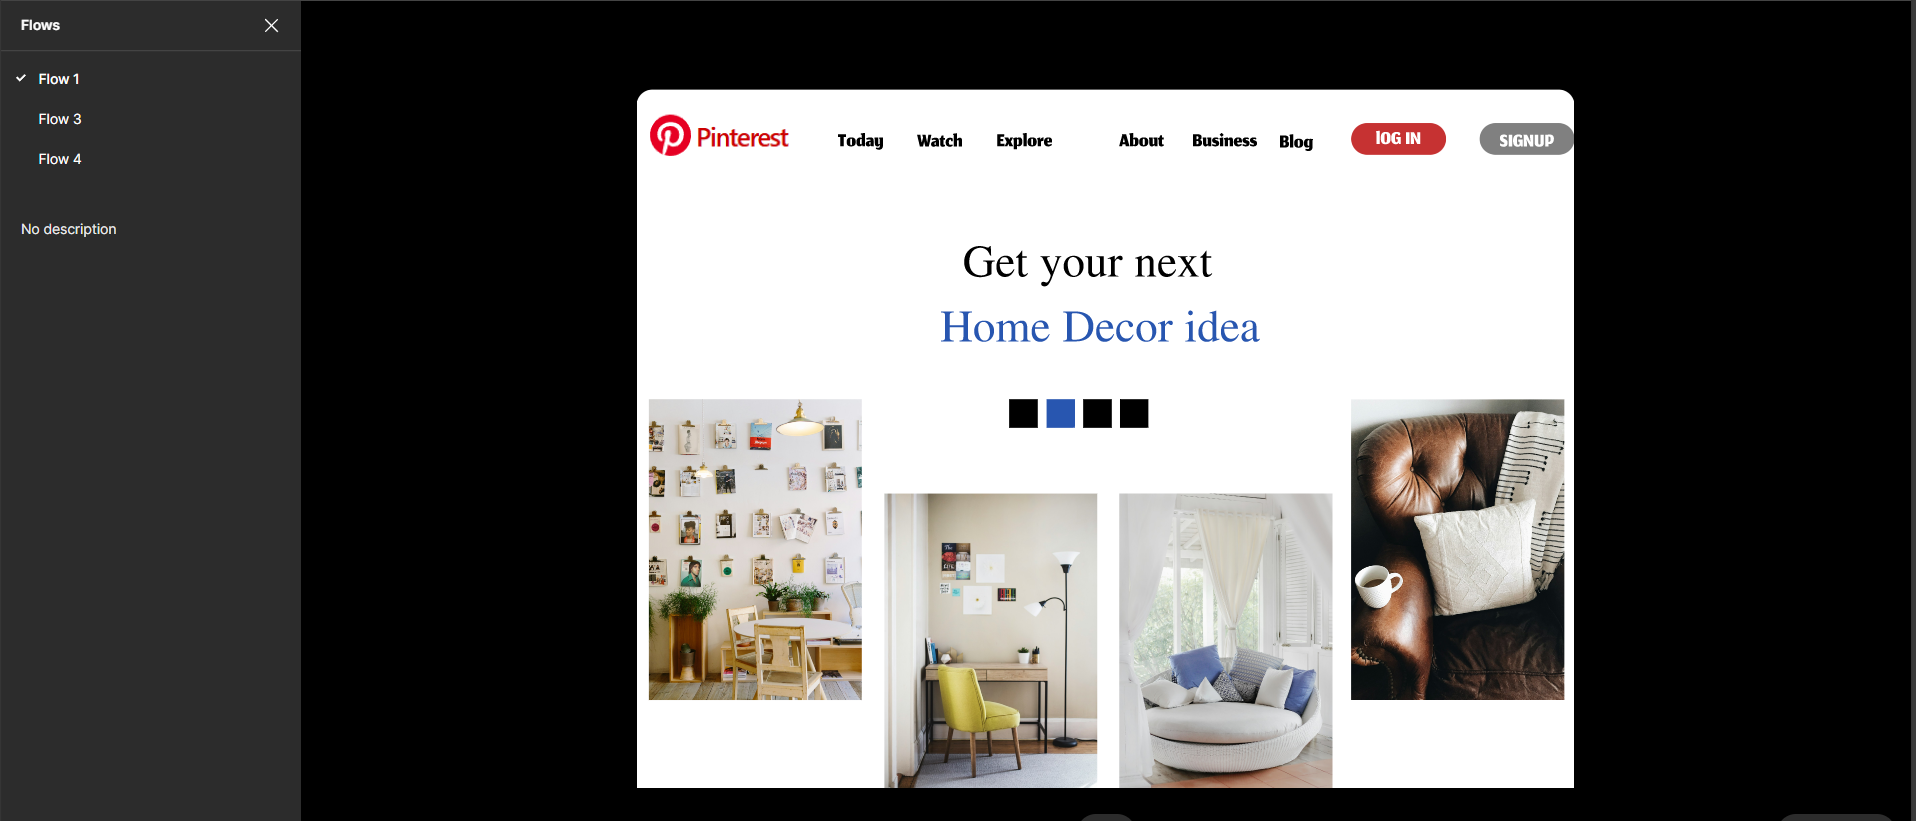 Flows
Flow 1
Flow 3
Flow 4
No description
Pinterest
Today
Watch
Explore
About
Business
Blog
lOG IN
SIGNUP
Get your next
Home Decor idea